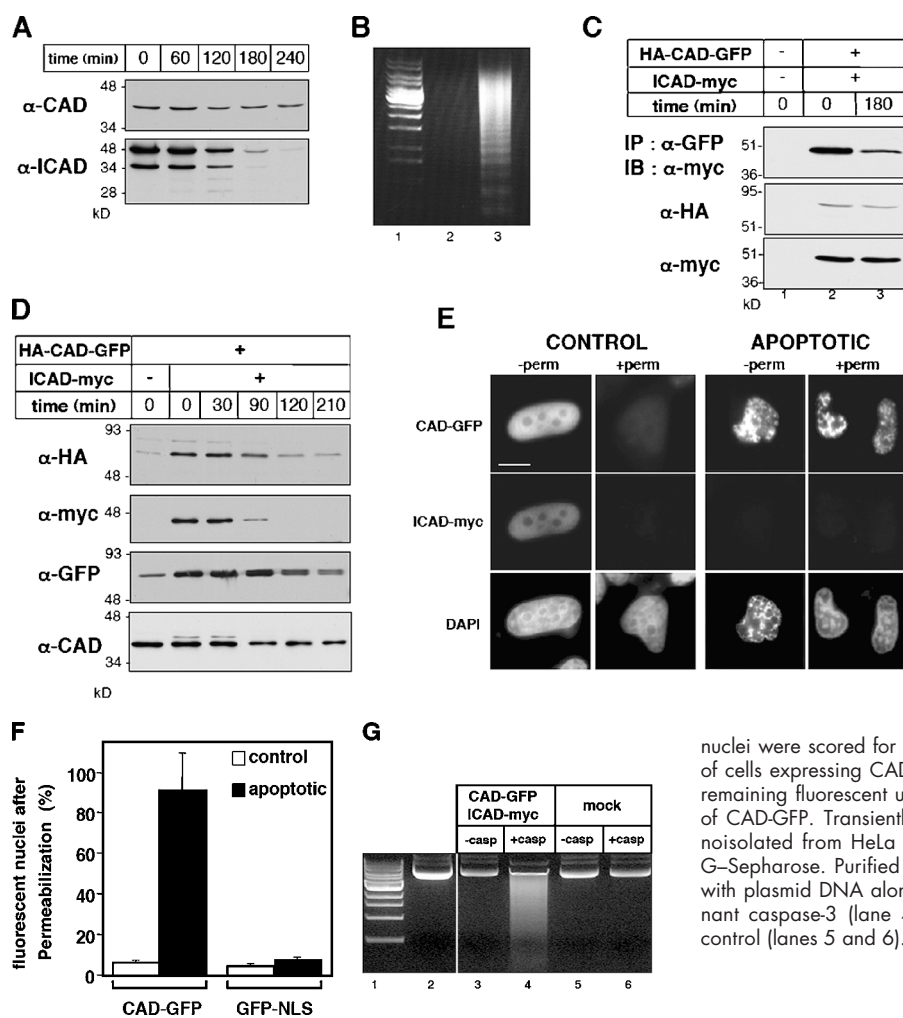 A
time (min) 0 60 120 180 240
α-CAD
48
34
α-ICAD
48
34
28
kD
B
1 2 3
C
HA-CAD-GFP - +
ICAD-myc - +
time (min) 0 0 180
IP : α-GFP
IB : α-myc
51-
36-
α-HA
95-
51-
α-myc
51-
36-
kD
1 2 3
D
HA-CAD-GFP +
ICAD-myc - +
time (min) 0 0 30 90 120 210
α-HA
93
48
α-myc
48
α-GFP
93
48
α-CAD
48
34
kD
E
CONTROL APOPTOTIC
-perm +perm -perm +perm
CAD-GFP
ICAD-myc
DAPI
F
fluorescent nuclei after
Permeabilization (%)
100
80
60
40
20
0
control
apoptotic
CAD-GFP GFP-NLS
G
CAD-GFP
ICAD-myc
mock
-casp +casp -casp +casp
1 2 3 4 5 6
nuclei were scored for
of cells expressing CAD
remaining fluorescent u
of CAD-GFP. Transientl
noisolated from HeLa
G–Sepharose. Purified
with plasmid DNA alon
nant caspase-3 (lane
control (lanes 5 and 6).